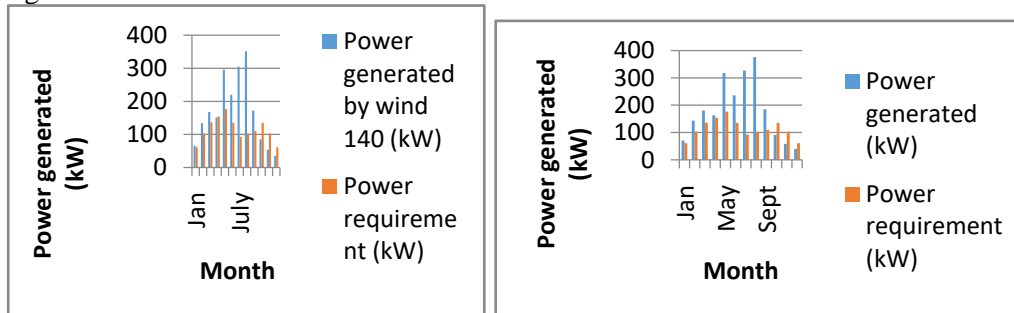 400
300
200
100
0
Power generated
(kW)
Jan
July
Month
Power
generated
by wind
140 (kW)
Power
requireme
nt (kW)
400
300
200
100
0
Power generated
(kW)
Jan
May
Sept
Month
Power
generated
(kW)
Power
requirement
(kW)